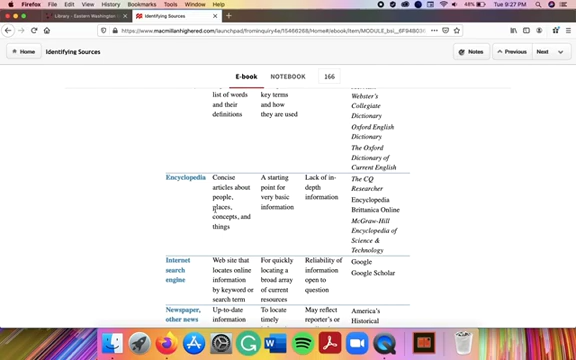 Firefox File Edit View History Bookmarks Tools Window Help 48% Tue 9:27 PM
Library - Eastern Washington Identifying Sources
https://www.macmillanhighered.com/launchpad/frominquiry4e/15466268/Home#/ebook/item/
Home Identifying Sources Notes Previous Next
E-book NOTEBOOK 166
list of words
and their
definitions
key terms
and how
they are used
Webster's
Collegiate
Dictionary
Oxford English
Dictionary
The Oxford
Dictionary of
Current English
Encyclopedia
Concise
articles about
people,
places,
concepts, and
things
A starting
point for
very basic
information
Lack of in-
depth
information
The CQ
Researcher
Encyclopedia
Brittanica Online
McGraw-Hill
Encyclopedia of
Science &
Technology
Internet
search
engine
Web site that
locates online
information
by keyword or
search term
For quickly
locating a
broad array
of current
resources
Reliability of
information
open to
question
Google
Google Scholar
Newspaper,
other news
Up-to-date
information
To locate
May reflect
reporter's or
America's
Historical